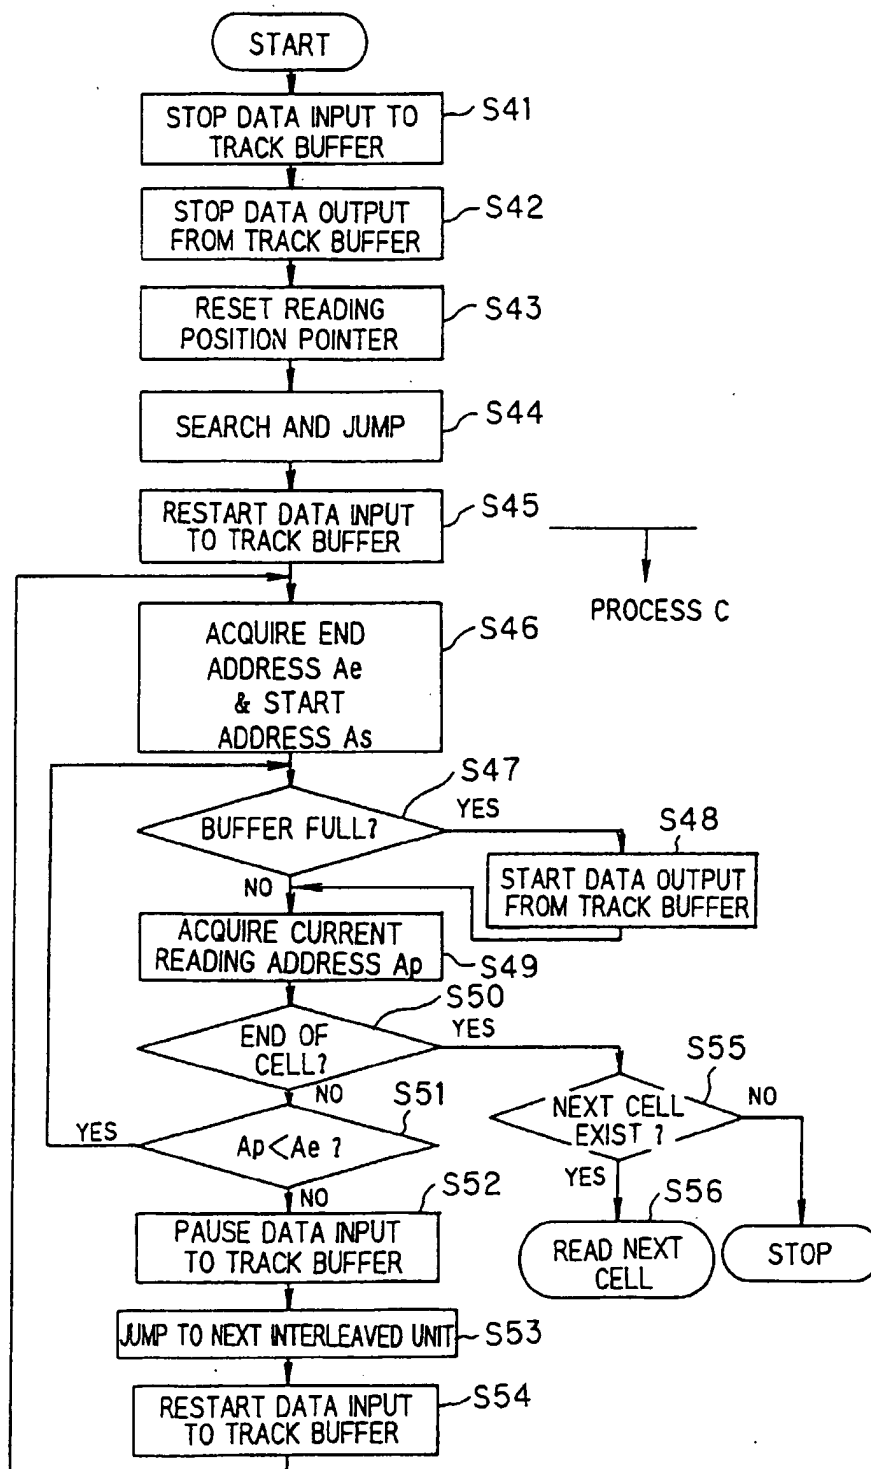 START
STOP DATA INPUT TO
TRACK BUFFER
S41
STOP DATA OUTPUT
FROM TRACK BUFFER
S42
RESET READING
POSITION POINTER
S43
SEARCH AND JUMP
S44
RESTART DATA INPUT
TO TRACK BUFFER
S45
PROCESS C
ACQUIRE END
ADDRESS Ae
& START
ADDRESS As
S46
BUFFER FULL?
S47
YES
NO
S48
START DATA OUTPUT
FROM TRACK BUFFER
ACQUIRE CURRENT
READING ADDRESS Ap
S49
END OF
CELL?
S50
YES
NO
S55
NEXT CELL
EXIST ?
NO
YES
S51
Ap<Ae ?
YES
NO
S56
READ NEXT
CELL
STOP
S52
PAUSE DATA INPUT
TO TRACK BUFFER
JUMP TO NEXT INTERLEAVED UNIT
S53
RESTART DATA INPUT
TO TRACK BUFFER
S54